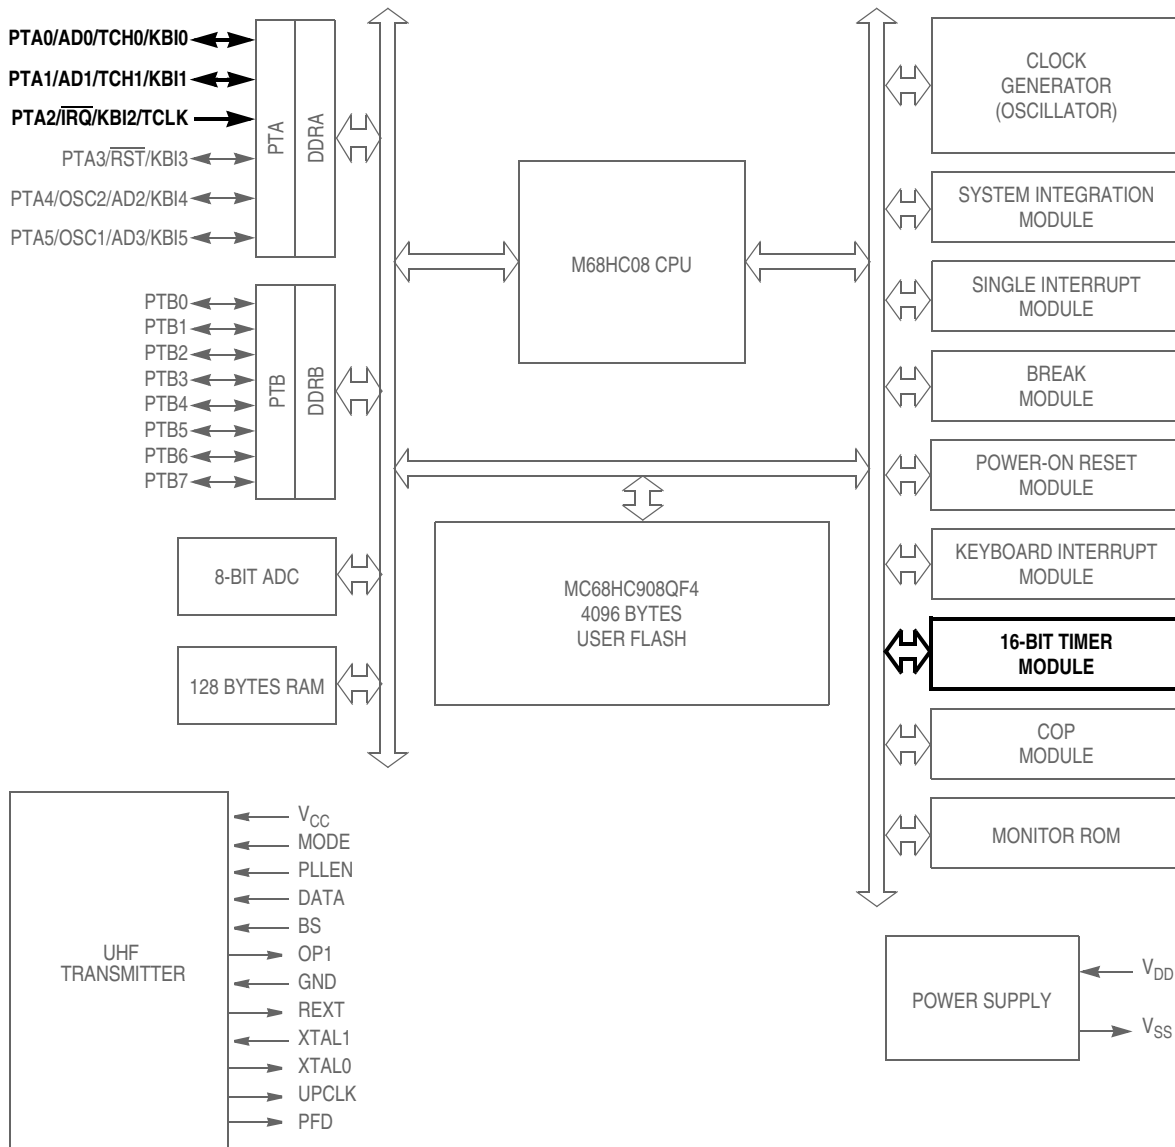 PTA0/AD0/TCH0/KBI0
PTA1/AD1/TCH1/KBI1
PTA2/IRQ/KBI2/TCLK
PTA3/RST/KBI3
PTA4/OSC2/AD2/KBI4
PTA5/OSC1/AD3/KBI5
PTA
DDRA
PTB0
PTB1
PTB2
PTB3
PTB4
PTB5
PTB6
PTB7
PTB
DDRB
8-BIT ADC
128 BYTES RAM
M68HC08 CPU
MC68HC908QF4
4096 BYTES
USER FLASH
CLOCK
GENERATOR
(OSCILLATOR)
SYSTEM INTEGRATION
MODULE
SINGLE INTERRUPT
MODULE
BREAK
MODULE
POWER-ON RESET
MODULE
KEYBOARD INTERRUPT
MODULE
16-BIT TIMER
MODULE
COP
MODULE
MONITOR ROM
UHF
TRANSMITTER
VCC
MODE
PLLEN
DATA
BS
OP1
GND
REXT
XTAL1
XTAL0
UPCLK
PFD
POWER SUPPLY
VDD
VSS